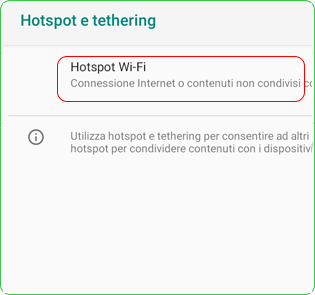 Hotspot e tethering
Hotspot Wi-Fi
Connessione Internet o contenuti non condivisi
Utilizza hotspot e tethering per consentire ad altri
hotspot per condividere contenuti con i dispositivi